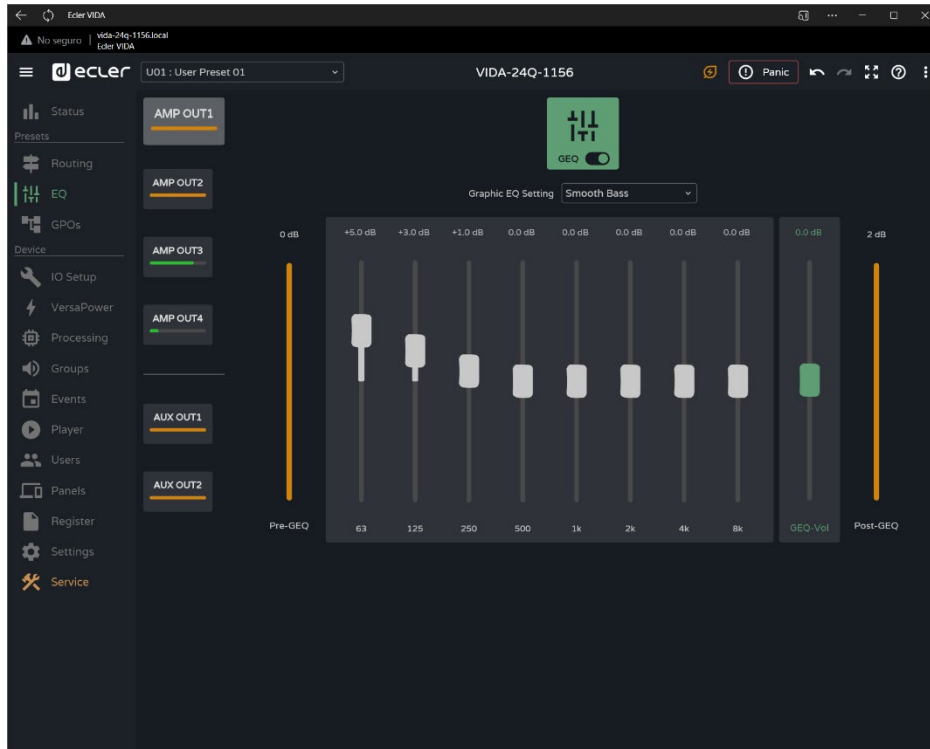 Ecler VIDA
No seguro
vida-24q-1156.local
Ecler VIDA
ecler
U01 : User Preset 01
VIDA-24Q-1156
Panic
Status
Presets
Routing
EQ
GPOs
Device
IO Setup
VersaPower
Processing
Groups
Events
Player
Users
Panels
Register
Settings
Service
AMP OUT1
AMP OUT2
AMP OUT3
AMP OUT4
AUX OUT1
AUX OUT2
GEQ
Graphic EQ Setting Smooth Bass
0 dB +5.0 dB +3.0 dB +1.0 dB 0.0 dB 0.0 dB 0.0 dB 0.0 dB 0.0 dB 0.0 dB 2 dB
Pre-GEQ 63 125 250 500 1k 2k 4k 8k GEQ-Vol Post-GEQ